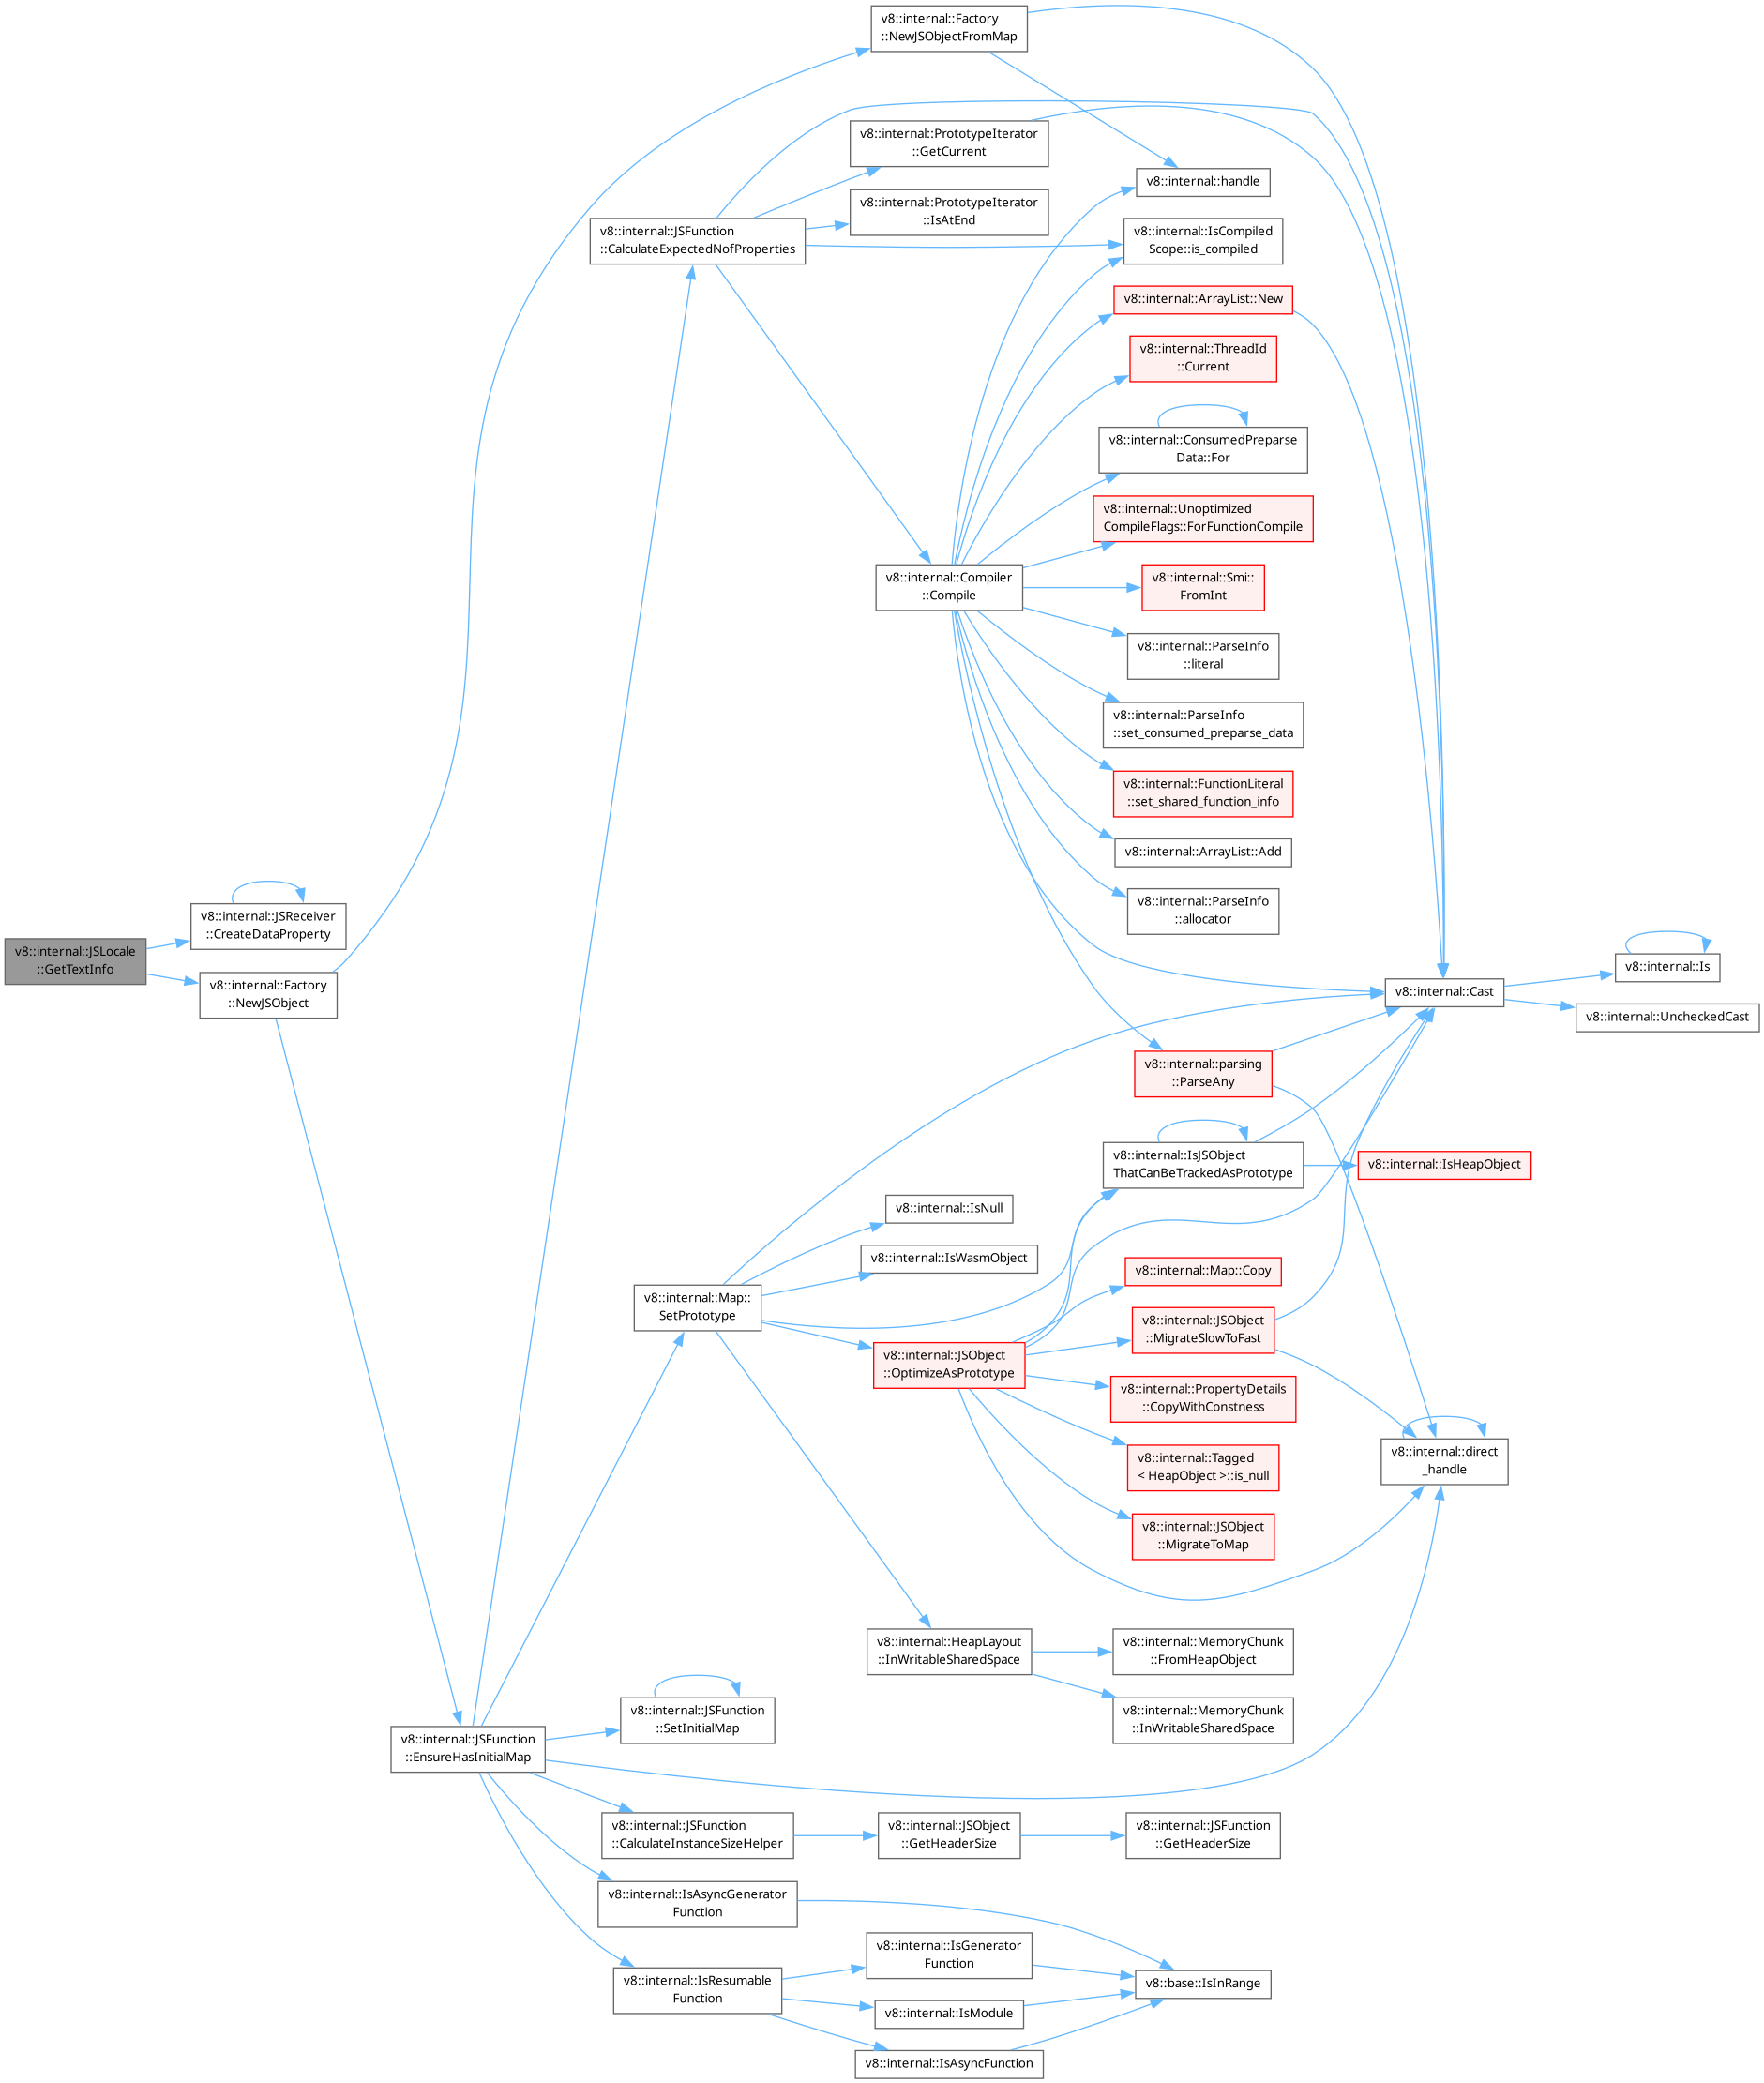 v8::internal::JSLocale
::GetTextInfo
v8::internal::JSReceiver
::CreateDataProperty
v8::internal::Factory
::NewJSObject
v8::internal::Factory
::NewJSObjectFromMap
v8::internal::PrototypeIterator
::GetCurrent
v8::internal::handle
v8::internal::PrototypeIterator
::IsAtEnd
v8::internal::JSFunction
::CalculateExpectedNofProperties
v8::internal::IsCompiled
Scope::is_compiled
v8::internal::ArrayList::New
v8::internal::ThreadId
::Current
v8::internal::ConsumedPreparse
Data::For
v8::internal::Unoptimized
CompileFlags::ForFunctionCompile
v8::internal::Compiler
::Compile
v8::internal::Smi::
FromInt
v8::internal::ParseInfo
::literal
v8::internal::ParseInfo
::set_consumed_preparse_data
v8::internal::FunctionLiteral
::set_shared_function_info
v8::internal::ArrayList::Add
v8::internal::ParseInfo
::allocator
v8::internal::Cast
v8::internal::Is
v8::internal::UncheckedCast
v8::internal::parsing
::ParseAny
v8::internal::IsJSObject
ThatCanBeTrackedAsPrototype
v8::internal::IsHeapObject
v8::internal::IsNull
v8::internal::IsWasmObject
v8::internal::Map::
SetPrototype
v8::internal::Map::Copy
v8::internal::JSObject
::MigrateSlowToFast
v8::internal::JSObject
::OptimizeAsPrototype
v8::internal::PropertyDetails
::CopyWithConstness
v8::internal::Tagged
< HeapObject >::is_null
v8::internal::direct
_handle
v8::internal::JSObject
::MigrateToMap
v8::internal::HeapLayout
::InWritableSharedSpace
v8::internal::MemoryChunk
::FromHeapObject
v8::internal::MemoryChunk
::InWritableSharedSpace
v8::internal::JSFunction
::SetInitialMap
v8::internal::JSFunction
::EnsureHasInitialMap
v8::internal::JSFunction
::CalculateInstanceSizeHelper
v8::internal::JSObject
::GetHeaderSize
v8::internal::JSFunction
::GetHeaderSize
v8::internal::IsAsyncGenerator
Function
v8::internal::IsGenerator
Function
v8::internal::IsResumable
Function
v8::base::IsInRange
v8::internal::IsModule
v8::internal::IsAsyncFunction